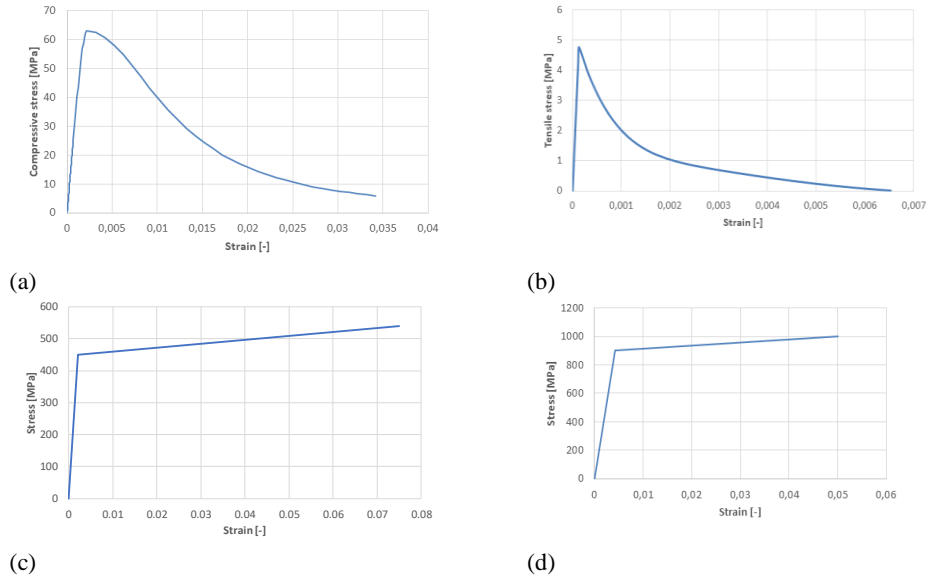 70
60
50
40
30
20
10
0
Compressive stress [MPa]
0 0,005 0,01 0,015 0,02 0,025 0,03 0,035 0,04
Strain [-]
(a)
6
5
4
3
2
1
0
Tensile stress [MPa]
0 0,001 0,002 0,003 0,004 0,005 0,006 0,007
Strain [-]
(b)
600
500
400
300
200
100
0
Stress [MPa]
0 0.01 0.02 0.03 0.04 0.05 0.06 0.07 0.08
Strain [-]
(c)
1200
1000
800
600
400
200
0
Stress [MPa]
0 0,01 0,02 0,03 0,04 0,05 0,06
Strain [-]
(d)